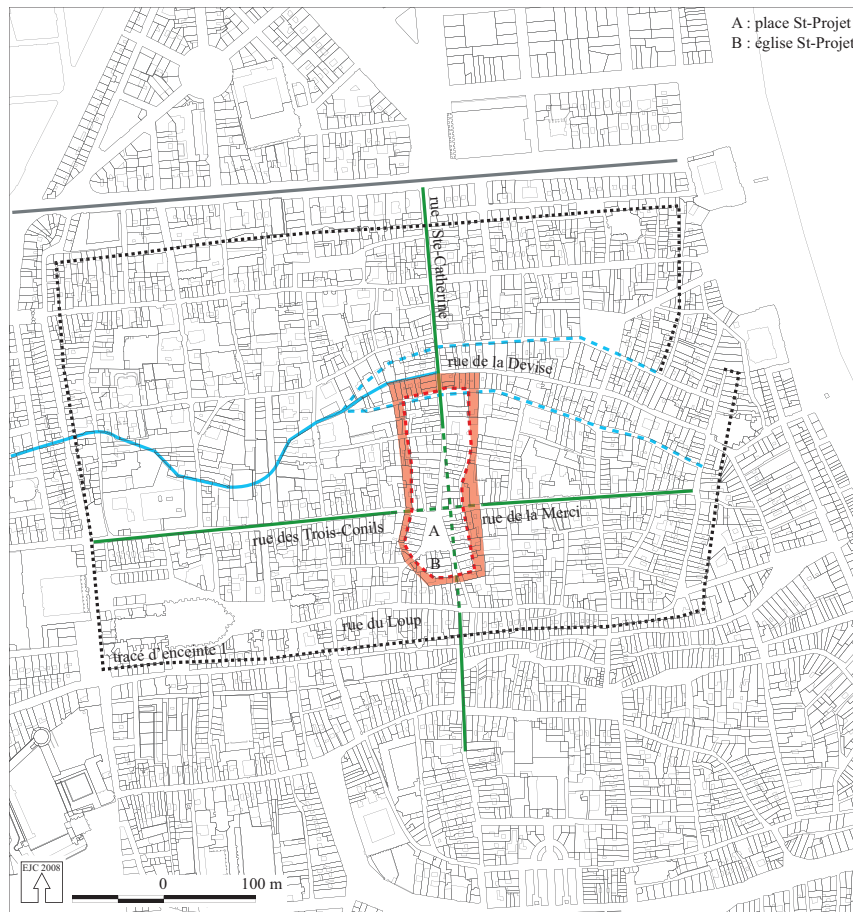 A : place St-Projet
B : église St-Projet
rue Ste-Catherine
rue de la Devise
rue des Trois-Conils
rue de la Merci
A
B
rue du Loup
tracé d'enceinte 1
EJC 2008
0 100 m